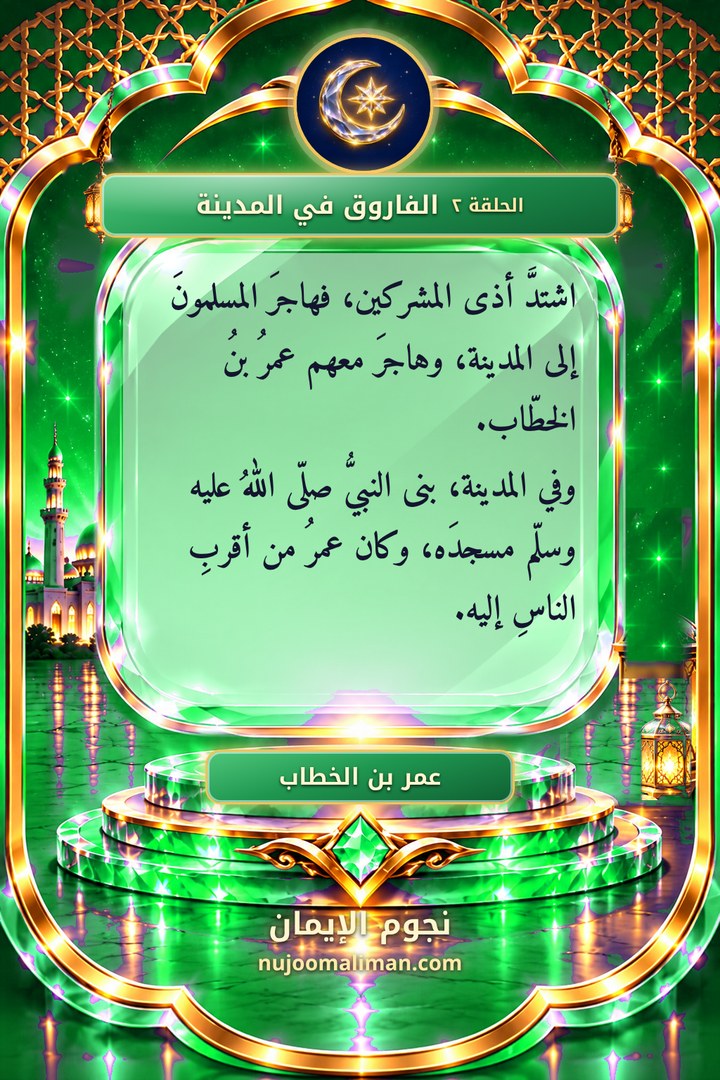 الحلقة ٢ الفاروق في المدينة
اشتدَّ أذى المشركين، فهاجرَ المسلمونَ
إلى المدينة، وهاجرَ معهم عمرُ بنُ
الخطّاب.
وفي المدينة، بنى النبيُّ صلّى اللهُ عليه
وسلّم مسجدَه، وكان عمرُ من أقربِ
الناسِ إليه.
عمر بن الخطاب
نجوم الإيمان
nujoomaliman.com